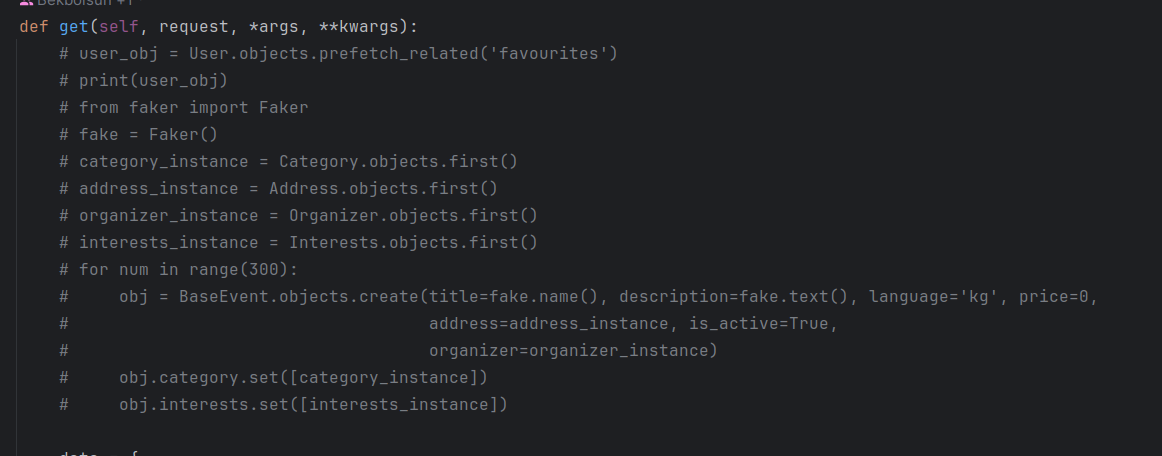 Bekbolsun +1
def get(self, request, *args, **kwargs):
# user_obj = User.objects.prefetch_related('favourites')
# print(user_obj)
# from faker import Faker
# fake = Faker()
# category_instance = Category.objects.first()
# address_instance = Address.objects.first()
# organizer_instance = Organizer.objects.first()
# interests_instance = Interests.objects.first()
# for num in range(300):
#     obj = BaseEvent.objects.create(title=fake.name(), description=fake.text(), language='kg', price=0,
#                                    address=address_instance, is_active=True,
#                                    organizer=organizer_instance)
#     obj.category.set([category_instance])
#     obj.interests.set([interests_instance])